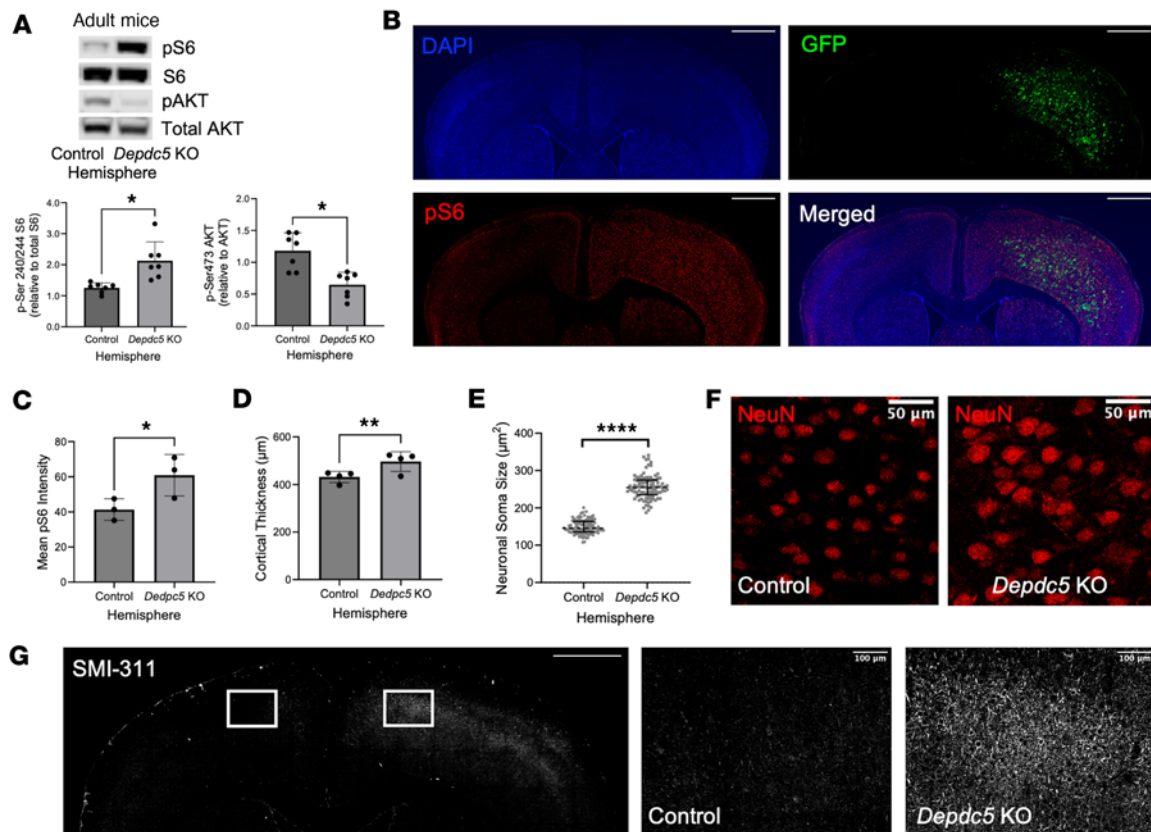 A
Adult mice
pS6
S6
pAKT
Total AKT
Control Depdc5 KO
Hemisphere
p-Ser 240/244 S6
(relative to total S6)
4.0
3.0
2.0
1.0
0.0
*
Control Depdc5 KO
Hemisphere
p-Ser473 AKT
(relative to AKT)
2.0
1.5
1.0
0.5
0.0
*
Control Depdc5 KO
Hemisphere
B
DAPI
GFP
pS6
Merged
C
Mean pS6 Intensity
80
60
40
20
0
*
Control Dedpc5 KO
Hemisphere
D
Cortical Thickness (µm)
600
400
200
0
**
Control Dedpc5 KO
Hemisphere
E
Neuronal Soma Size (µm²)
400
300
200
100
0
****
Control Depdc5 KO
Hemisphere
F
NeuN
50 µm
Control
NeuN
50 µm
Depdc5 KO
G
SMI-311
100 µm
Control
100 µm
Depdc5 KO